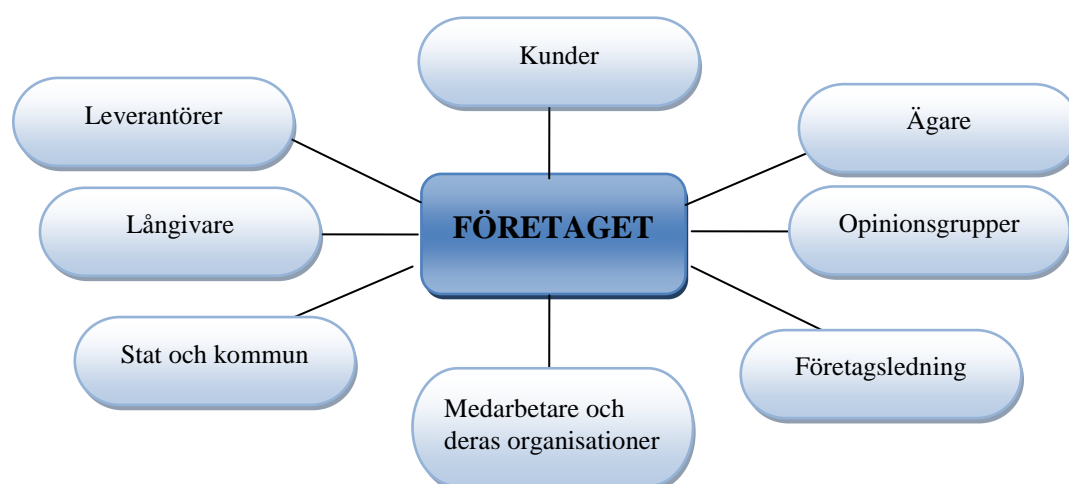 Kunder
Leverantörer
Ägare
Långivare
FÖRETAGET
Opinionsgrupper
Stat och kommun
Företagsledning
Medarbetare och
deras organisationer